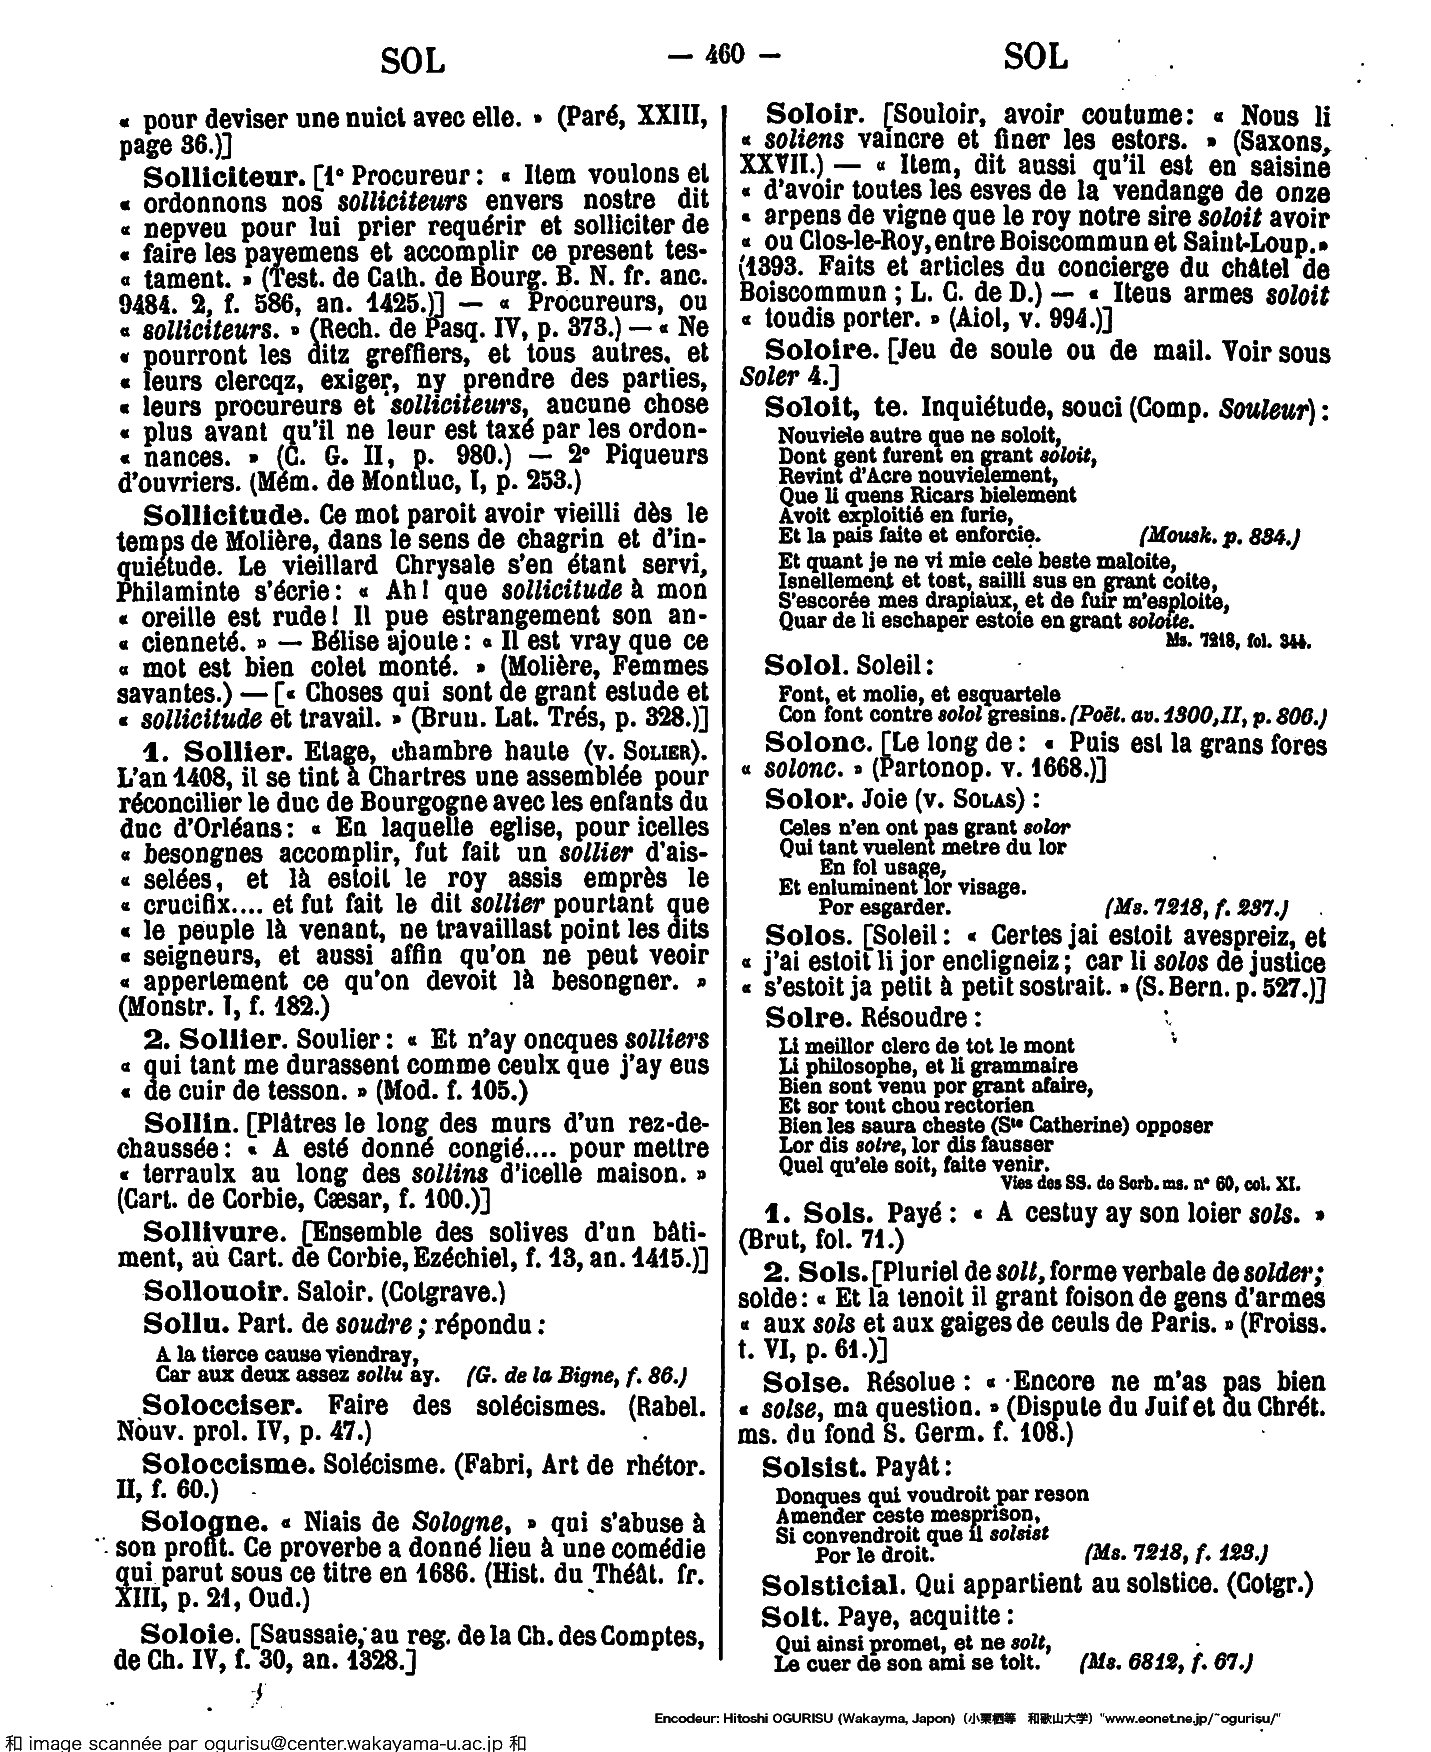 SOL — 460 — SOL
« pour deviser une nuict avec elle. » (Paré, XXIII,
page 36.)]
Solliciteur. [1° Procureur : « Item voulons et
« ordonnons nos solliciteurs envers nostre dit
« nepveu pour lui prier requérir et solliciter de
« faire les payemens et accomplir ce present tes-
« tament. » (Test. de Cath. de Bourg. B. N. fr. anc.
9484. 2, f. 586, an. 1425.)] — « Procureurs, ou
« solliciteurs. » (Rech. de Pasq. IV, p. 373.) — « Ne
« pourront les ditz greffiers, et tous autres, et
« leurs clercqz, exiger, ny prendre des parties,
« leurs procureurs et solliciteurs, aucune chose
« plus avant qu'il ne leur est taxé par les ordon-
« nances. » (C. G. II, p. 980.) — 2° Piqueurs
d'ouvriers. (Mém. de Montluc, I, p. 253.)
Sollicitude. Ce mot paroit avoir vieilli dès le
temps de Molière, dans le sens de chagrin et d'in-
quiétude. Le vieillard Chrysale s'en étant servi,
Philaminte s'écrie : « Ah! que sollicitude à mon
« oreille est rude! Il pue estrangement son an-
« cienneté. » — Bélise ajoute : « Il est vray que ce
« mot est bien colet monté. » (Molière, Femmes
savantes.) — [« Choses qui sont de grant estude et
« sollicitude et travail. » (Brun. Lat. Trés, p. 328.)]
1. Sollier. Etage, chambre haute (v. SOLIER).
L'an 1408, il se tint à Chartres une assemblée pour
réconcilier le duc de Bourgogne avec les enfants du
duc d'Orléans : « En laquelle eglise, pour icelles
« besongnes accomplir, fut fait un sollier d'ais-
« selées, et là estoit le roy assis emprès le
« crucifix.... et fut fait le dit sollier pourtant que
« le peuple là venant, ne travaillast point les dits
« seigneurs, et aussi affin qu'on ne peut veoir
« appertement ce qu'on devoit là besongner. »
(Monstr. I, f. 182.)
2. Sollier. Soulier : « Et n'ay oncques solliers
« qui tant me durassent comme ceulx que j'ay eus
« de cuir de tesson. » (Mod. f. 105.)
Sollin. [Plâtres le long des murs d'un rez-de-
chaussée : « A esté donné congié.... pour mettre
« terraulx au long des sollins d'icelle maison. »
(Cart. de Corbie, Cæsar, f. 100.)]
Sollivure. [Ensemble des solives d'un bâti-
ment, au Cart. de Corbie, Ezéchiel, f. 13, an. 1415.)]
Sollouoir. Saloir. (Cotgrave.)
Sollu. Part. de soudre ; répondu :
A la tierce cause viendray,
Car aux deux assez sollu ay. (G. de la Bigne, f. 86.)
Solocciser. Faire des solécismes. (Rabel.
Nouv. prol. IV, p. 47.)
Soloccisme. Solécisme. (Fabri, Art de rhétor.
II, f. 60.)
Sologne. « Niais de Sologne, » qui s'abuse à
son profit. Ce proverbe a donné lieu à une comédie
qui parut sous ce titre en 1686. (Hist. du Théât. fr.
XIII, p. 21, Oud.)
Soloie. [Saussaie, au reg. de la Ch. des Comptes,
de Ch. IV, f. 30, an. 1328.]
Soloir. [Souloir, avoir coutume : « Nous li
« soliens vaincre et finer les estors. » (Saxons,
XXVII.) — « Item, dit aussi qu'il est en saisine
« d'avoir toutes les esves de la vendange de onze
« arpens de vigne que le roy notre sire soloit avoir
« ou Clos-le-Roy, entre Boiscommun et Saint-Loup. »
(1393. Faits et articles du concierge du châtel de
Boiscommun ; L. C. de D.) — « Iteus armes soloit
« toudis porter. » (Aiol, v. 994.)]
Soloire. [Jeu de soule ou de mail. Voir sous
Soler 4.]
Soloit, te. Inquiétude, souci (Comp. Souleur) :
Nouviele autre que ne soloit,
Dont gent furent en grant soloit,
Revint d'Acre nouvielement,
Que li quens Ricars bielement
Avoit exploitié en furie,
Et la pais faite et enforcie. (Mousk. p. 884.)
Et quant je ne vi mie cele beste maloite,
Isnellement et tost, sailli sus en grant coite,
S'escorée mes drapiaux, et de fuir m'esploite,
Quar de li eschaper estoie en grant soloite.
Ms. 7218, fol. 344.
Solol. Soleil :
Font, et molie, et esquartele
Con font contre solol gresins. (Poët. av. 1300, II, p. 806.)
Solonc. [Le long de : « Puis est la grans fores
« solonc. » (Partonop. v. 1668.)]
Solor. Joie (v. SOLAS) :
Celes n'en ont pas grant solor
Qui tant vuelent metre du lor
En fol usage,
Et enluminent lor visage.
Por esgarder. (Ms. 7218, f. 237.)
Solos. [Soleil : « Certes jai estoit avespreiz, et
« j'ai estoit li jor encligneiz ; car li solos de justice
« s'estoit ja petit à petit sostrait. » (S. Bern. p. 527.)]
Solre. Résoudre :
Li meillor clerc de tot le mont
Li philosophe, et li grammaire
Bien sont venu por grant afaire,
Et sor tout chou rectorien
Bien les saura cheste (Ste Catherine) opposer
Lor dis solre, lor dis fausser
Quel qu'ele soit, faite venir.
Vies des SS. de Sorb. ms. n° 60, col. XI.
1. Sols. Payé : « A cestuy ay son loier sols. »
(Brut, fol. 71.)
2. Sols. [Pluriel de solt, forme verbale de solder ;
solde : « Et la tenoit il grant foison de gens d'armes
« aux sols et aux gaiges de ceuls de Paris. » (Froiss.
t. VI, p. 61.)]
Solse. Résolue : « Encore ne m'as pas bien
« solse, ma question. » (Dispute du Juif et du Chrét.
ms. du fond S. Germ. f. 108.)
Solsist. Payât :
Donques qui voudroit par reson
Amender ceste mesprison,
Si convendroit que il solsist
Por le droit. (Ms. 7218, f. 123.)
Solsticial. Qui appartient au solstice. (Cotgr.)
Solt. Paye, acquitte :
Qui ainsi promet, et ne solt,
Le cuer de son ami se tolt. (Ms. 6812, f. 67.)
Encodeur: Hitoshi OGURISU (Wakayma, Japon) (小栗栖等 和歌山大学) "www.eonet.ne.jp/~ogurisu/"
和 image scannée par ogurisu@center.wakayama-u.ac.jp 和